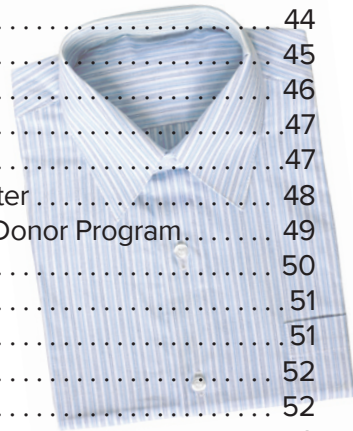 . . . . . . . . . . . . . . . . . . . . . . 44
. . . . . . . . . . . . . . . . . . . . . . 45
. . . . . . . . . . . . . . . . . . . . . . 46
. . . . . . . . . . . . . . . . . . . . . . 47
. . . . . . . . . . . . . . . . . . . . . . 47
ter . . . . . . . . . . . . . . . . . . 48
Donor Program. . . . . . . 49
. . . . . . . . . . . . . . . . . . . . . . 50
. . . . . . . . . . . . . . . . . . . . . . 51
. . . . . . . . . . . . . . . . . . . . . . 51
. . . . . . . . . . . . . . . . . . . . . . 52
. . . . . . . . . . . . . . . . . . . . . . 52